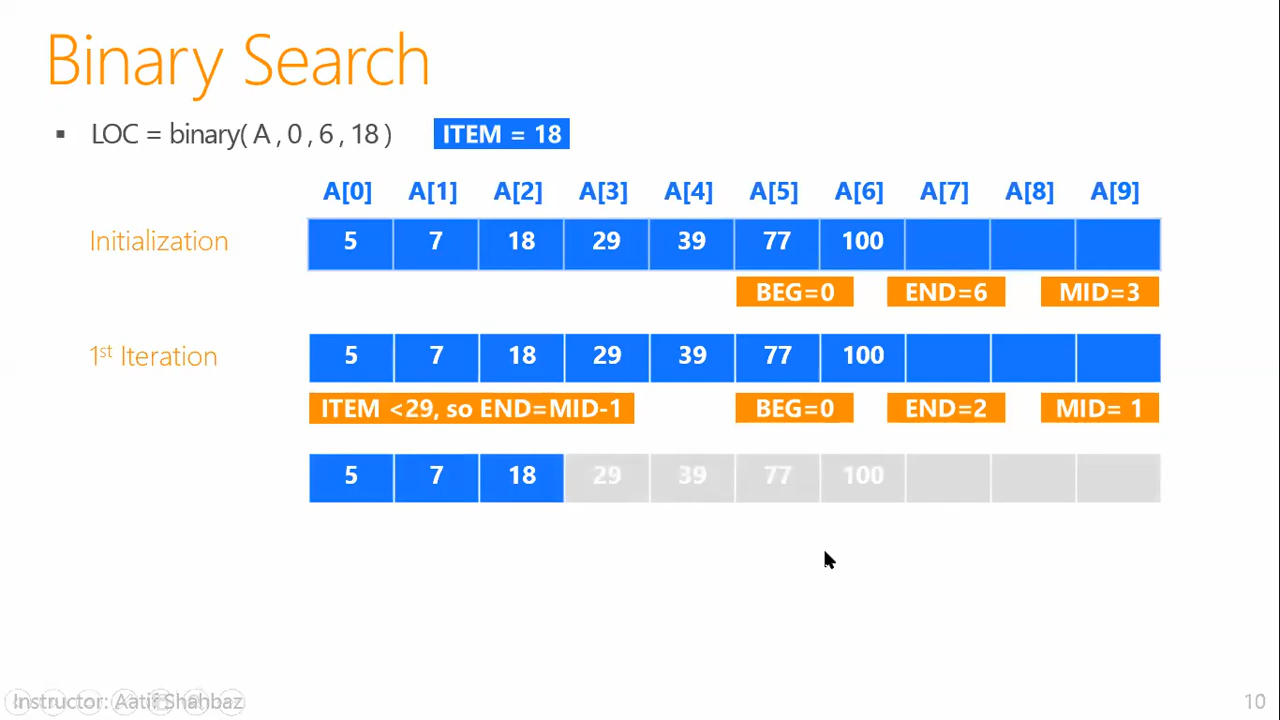 Binary Search
▪ LOC = binary( A , 0 , 6 , 18 ) ITEM = 18
A[0] A[1] A[2] A[3] A[4] A[5] A[6] A[7] A[8] A[9]
Initialization 5 7 18 29 39 77 100
BEG=0 END=6 MID=3
1st Iteration 5 7 18 29 39 77 100
ITEM <29, so END=MID-1 BEG=0 END=2 MID= 1
5 7 18 29 39 77 100
Instructor: Aatif Shahbaz 10